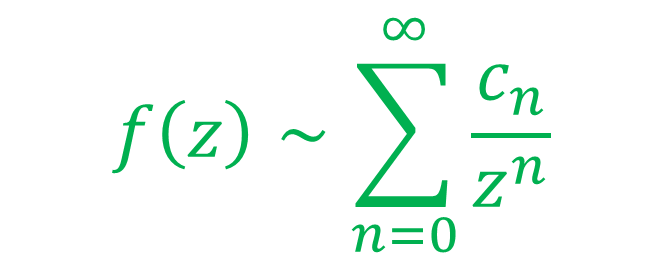 f(z) ~ ∑_{n=0}^{∞} c_n / z^n